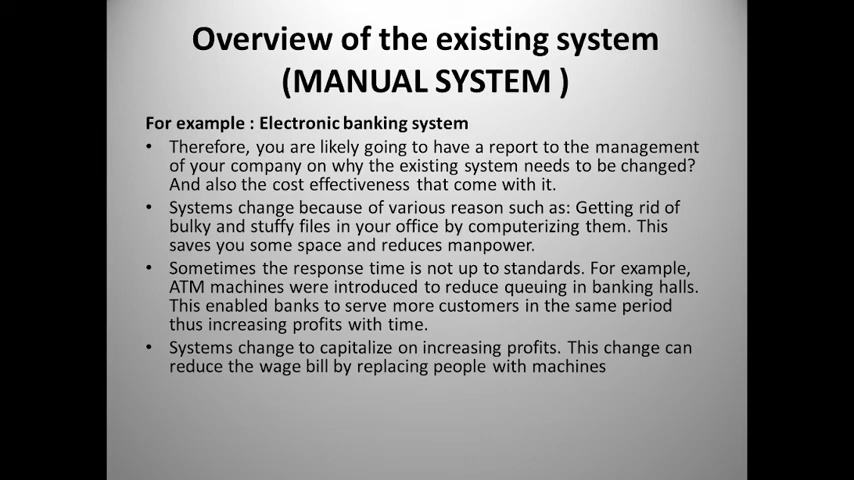 Overview of the existing system
(MANUAL SYSTEM )
For example : Electronic banking system
• Therefore, you are likely going to have a report to the management
of your company on why the existing system needs to be changed?
And also the cost effectiveness that come with it.
• Systems change because of various reason such as: Getting rid of
bulky and stuffy files in your office by computerizing them. This
saves you some space and reduces manpower.
• Sometimes the response time is not up to standards. For example,
ATM machines were introduced to reduce queuing in banking halls.
This enabled banks to serve more customers in the same period
thus increasing profits with time.
• Systems change to capitalize on increasing profits. This change can
reduce the wage bill by replacing people with machines